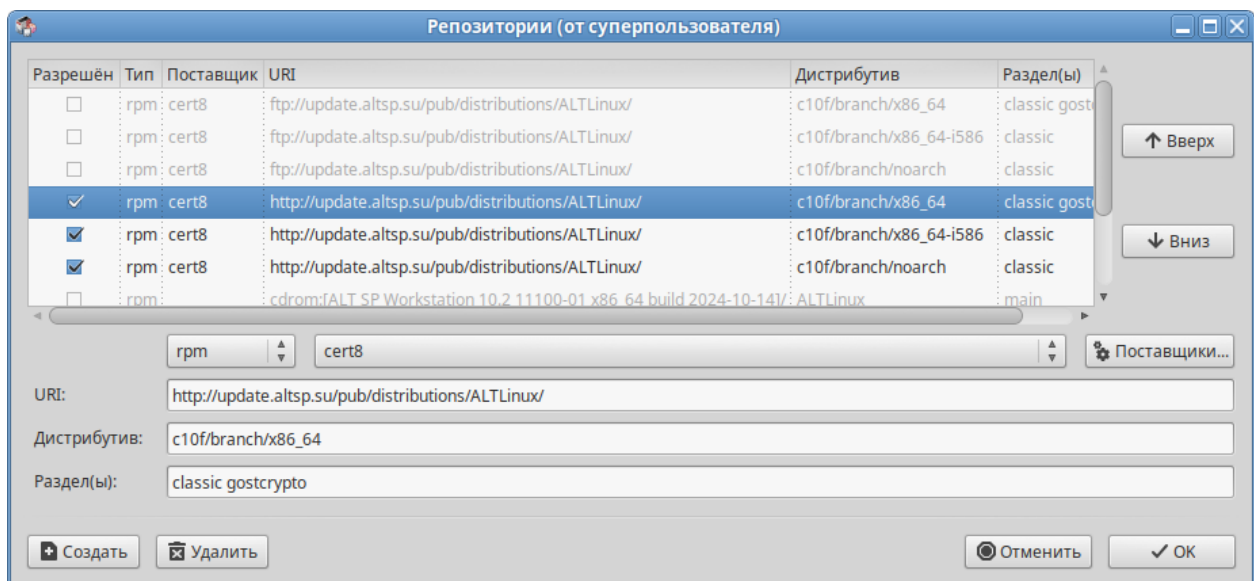 Репозитории (от суперпользователя)
Разрешён Тип Поставщик URI Дистрибутив Раздел(ы)
rpm cert8 ftp://update.altsp.su/pub/distributions/ALTLinux/ c10f/branch/x86_64 classic gost
rpm cert8 ftp://update.altsp.su/pub/distributions/ALTLinux/ c10f/branch/x86_64-i586 classic
Вверх
rpm cert8 ftp://update.altsp.su/pub/distributions/ALTLinux/ c10f/branch/noarch classic
rpm cert8 http://update.altsp.su/pub/distributions/ALTLinux/ c10f/branch/x86_64 classic gost
rpm cert8 http://update.altsp.su/pub/distributions/ALTLinux/ c10f/branch/x86_64-i586 classic
Вниз
rpm cert8 http://update.altsp.su/pub/distributions/ALTLinux/ c10f/branch/noarch classic
rpm cdrom:[ALT SP Workstation 10.2 11100-01 x86_64 build 2024-10-14]/ ALTLinux main
rpm cert8 Поставщики...
URI: http://update.altsp.su/pub/distributions/ALTLinux/
Дистрибутив: c10f/branch/x86_64
Раздел(ы): classic gostcrypto
Создать Удалить Отменить OK